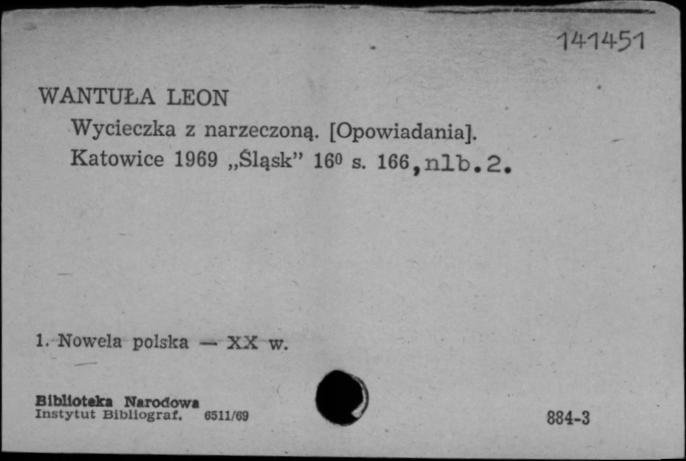 141451
WANTUŁA LEON
Wycieczka z narzeczoną. [Opowiadania].
Katowice 1969 „Śląsk” 16⁰ s. 166, nlb. 2.
1. Nowela polska — XX w.
Biblioteka Narodowa
Instytut Bibliograf. 6511/69
884-3